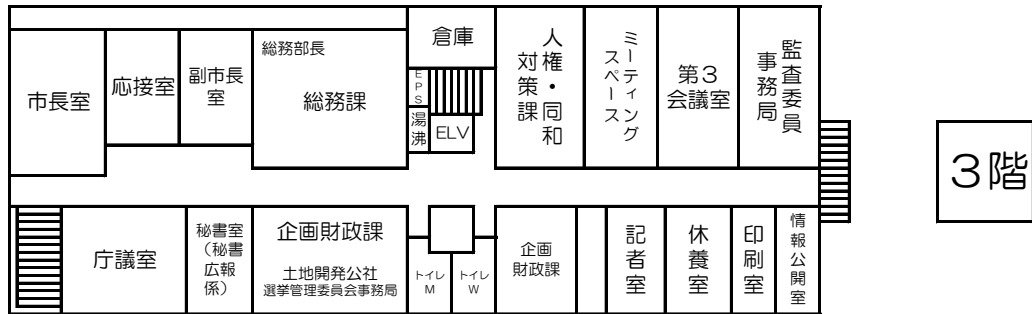 市長室
応接室
副市長
室
総務部長
総務課
倉庫
EPS
湯沸
ELV
人権・同和
対策課
ミーティング
スペース
第3
会議室
監査委員
事務局
3階
庁議室
秘書室
(秘書
広報
係)
企画財政課
土地開発公社
選挙管理委員会事務局
トイレ
M
トイレ
W
企画
財政課
記者室
休養室
印刷室
情報公開室